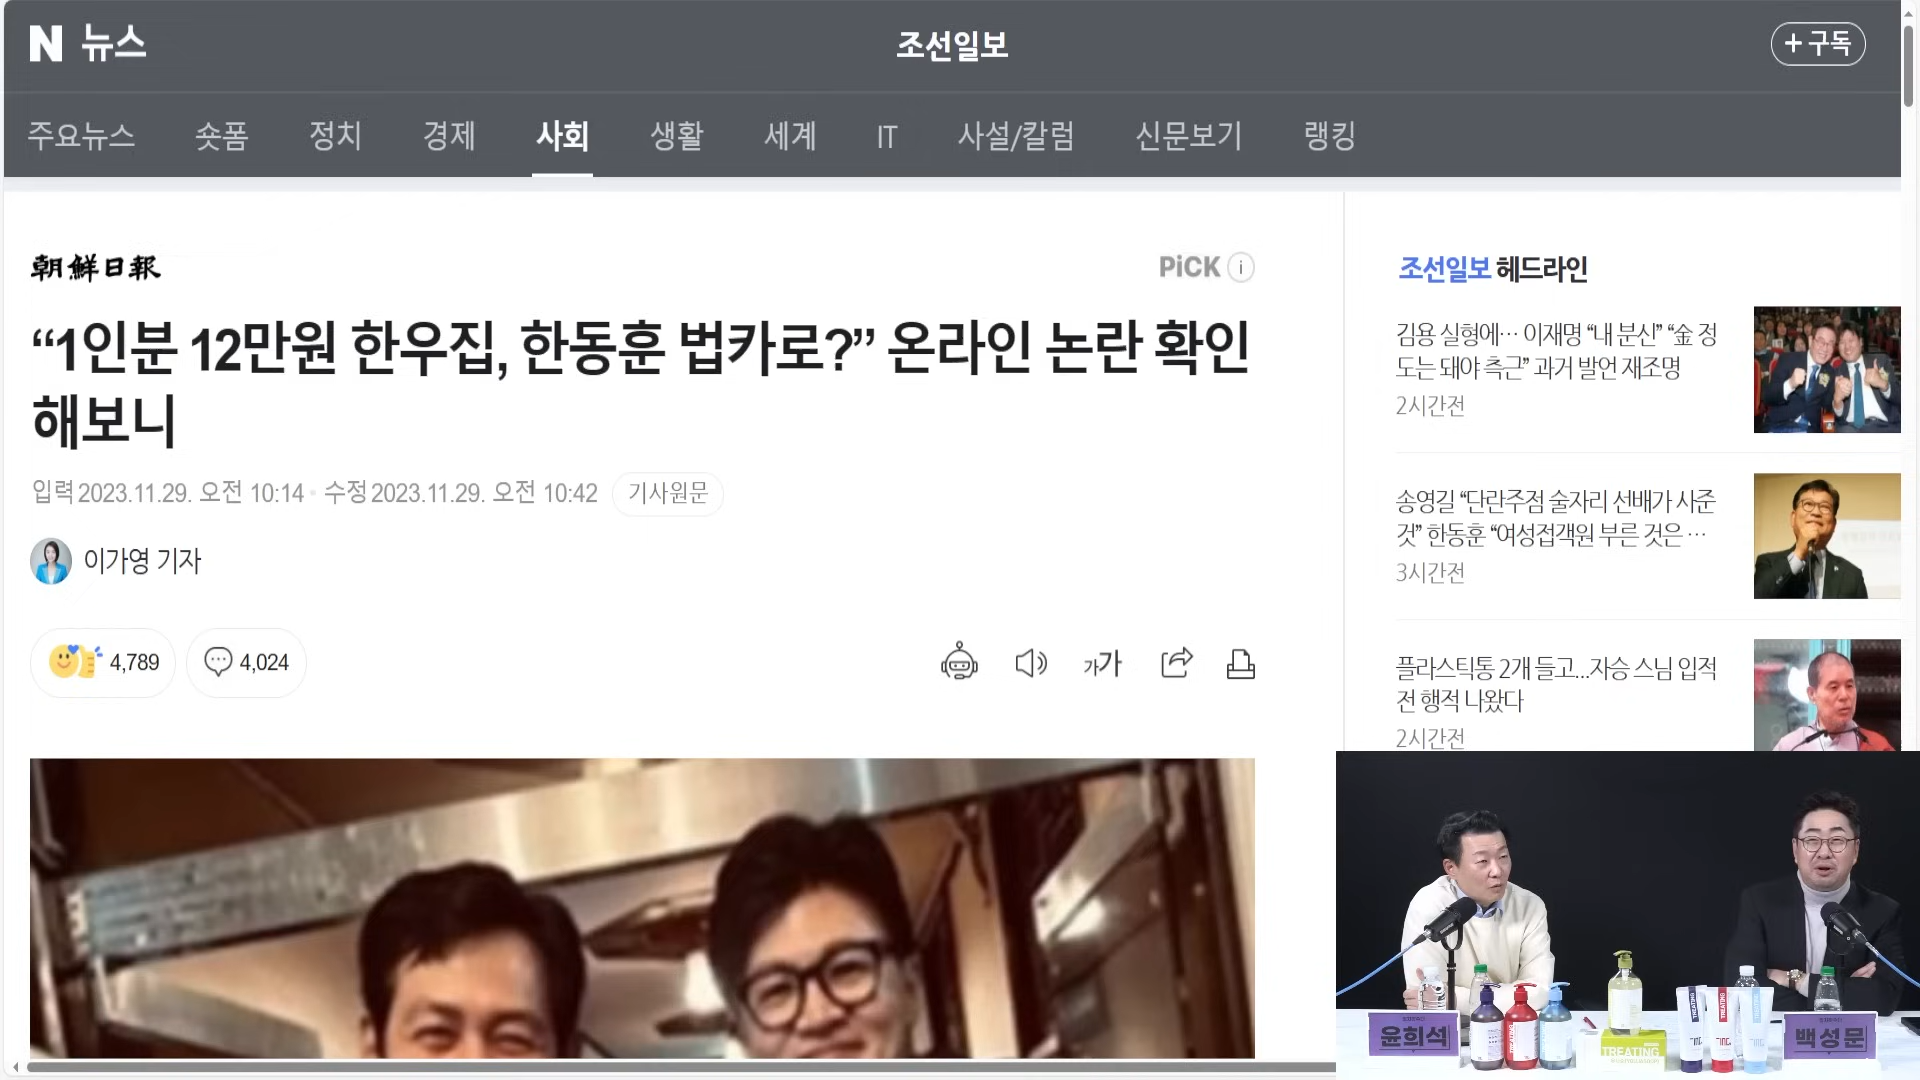 N 뉴스
조선일보
+ 구독
주요뉴스 숏폼 정치 경제 사회 생활 세계 IT 사설/칼럼 신문보기 랭킹
朝鮮日報
PiCK i
“1인분 12만원 한우집, 한동훈 법카로?” 온라인 논란 확인
해보니
입력 2023.11.29. 오전 10:14 · 수정 2023.11.29. 오전 10:42 기사원문
이가영 기자
4,789 4,024
가가
조선일보 헤드라인
김용 실형에… 이재명 “내 분신” “金 정
도는 돼야 측근” 과거 발언 재조명
2시간전
송영길 “단란주점 술자리 선배가 사준
것” 한동훈 “여성접객원 부른 것은 …
3시간전
플라스틱통 2개 들고...자승 스님 입적
전 행적 나왔다
2시간전
윤희석
TREATING
백성문